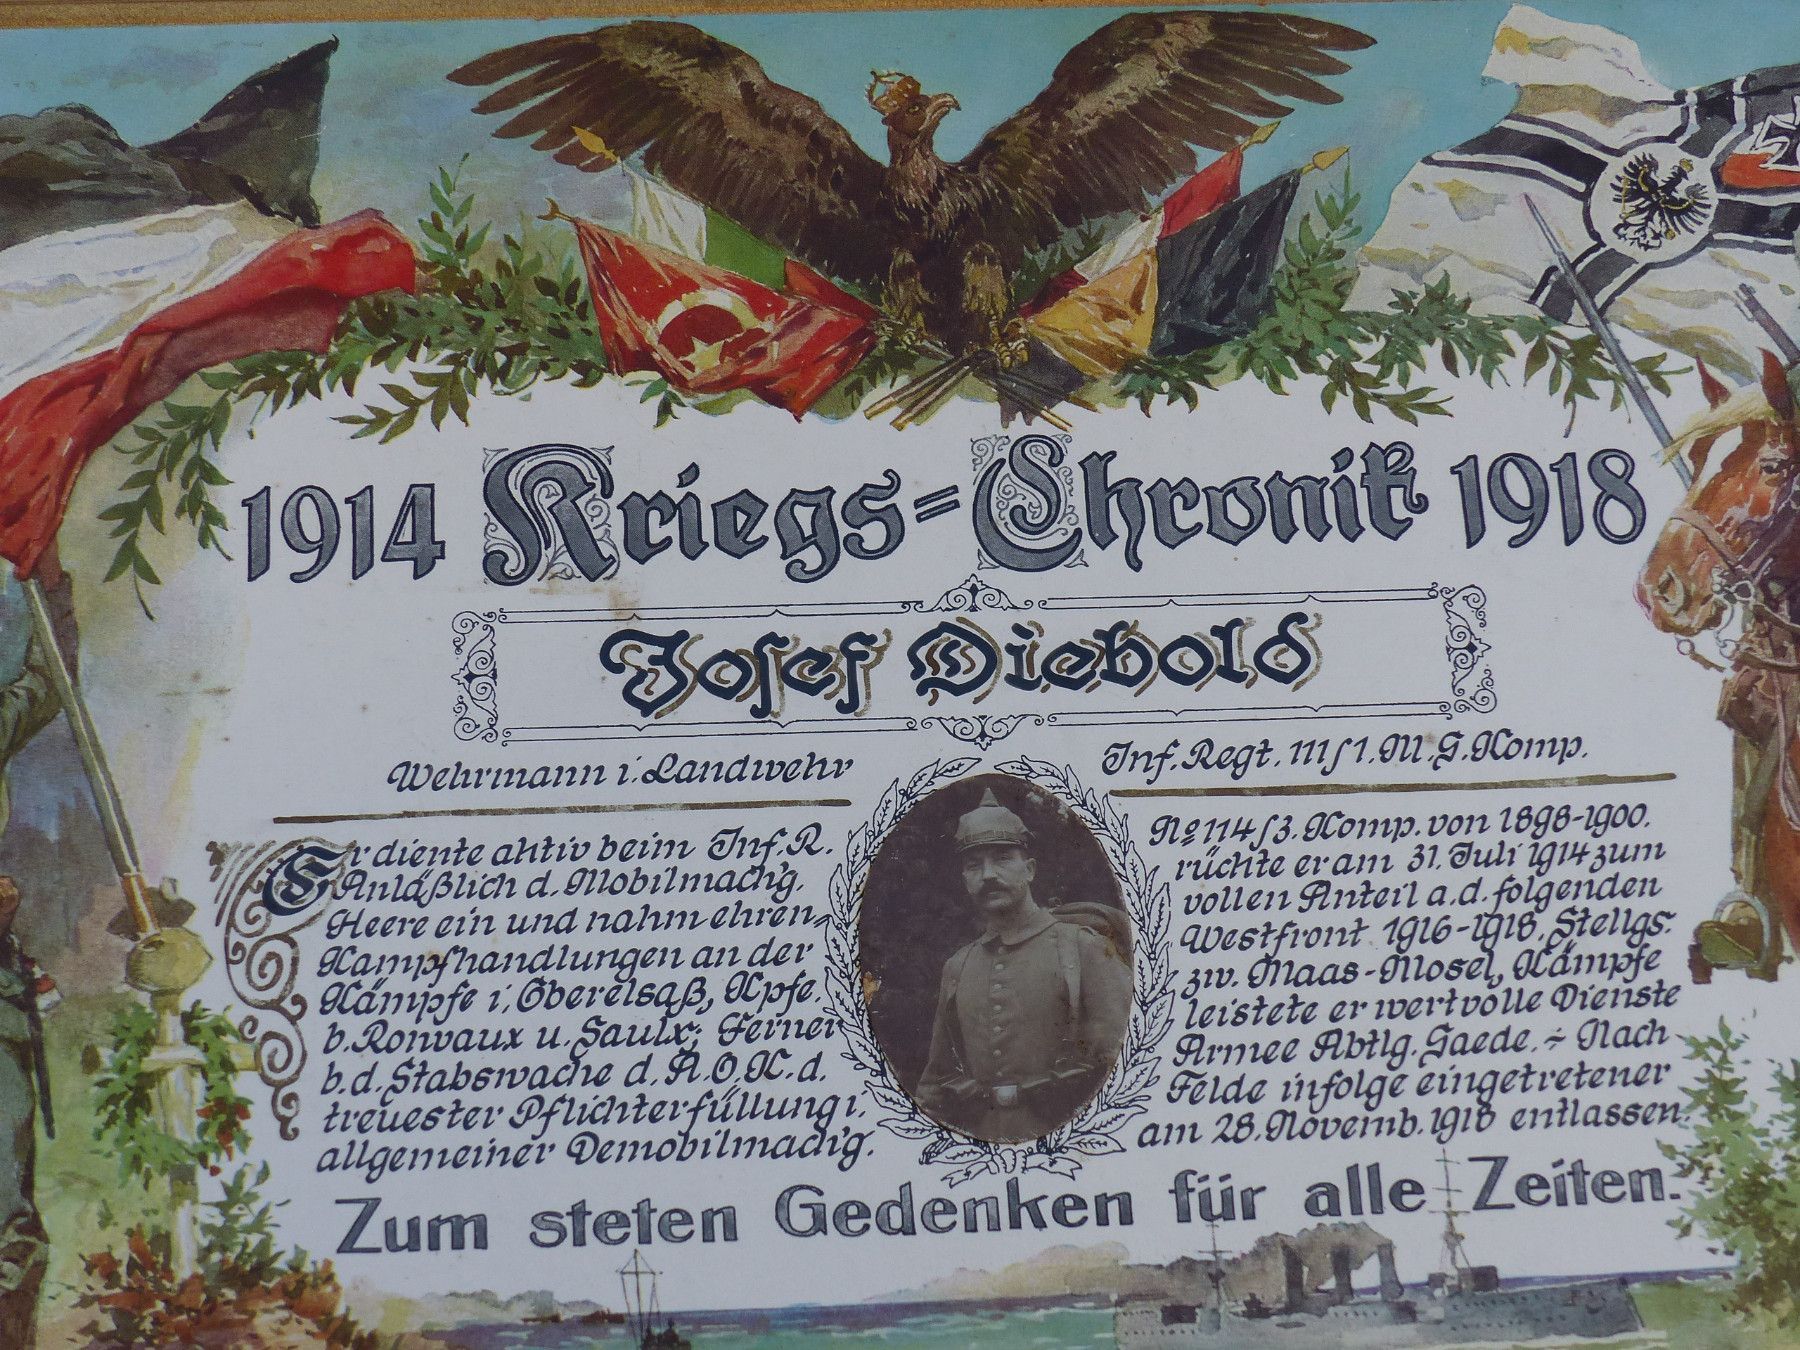 1914 Kriegs=Chronik 1918
Josef Diebold
Wehrmann i. Landwehr Inf. Regt. 111/1. M. G. Komp.
Er diente aktiv beim Inf. R. No 114/3. Komp. von 1898-1900.
Anläßlich d. Mobilmach'g. rückte er am 31. Juli 1914 zum
Heere ein und nahm ehren- vollen Anteil a. d. folgenden
Kampfhandlungen an der Westfront 1916-1918, Stellgs.
Kämpfe i. Oberelsaß, Kpfe. zw. Maas-Mosel, Kämpfe
b. Ronvaux u. Saulx; Ferner leistete er wertvolle Dienste
b. d. Stabswache d. A. O. K. d. Armee Abtlg. Gaede. ÷ Nach
treuester Pflichterfüllung i. Felde infolge eingetretener
allgemeiner Demobilmach'g. am 28. Novemb. 1918 entlassen.
Zum steten Gedenken für alle Zeiten.